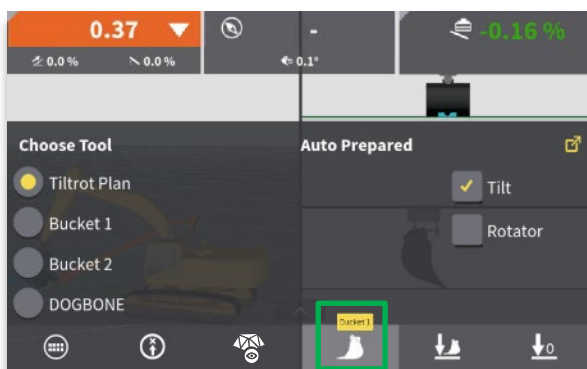 0.37
-
-0.16 %
0.0 %
0.0 %
0.1°
Choose Tool
Auto Prepared
Tiltrot Plan
Tilt
Bucket 1
Rotator
Bucket 2
DOGBONE
Bucket 1
0